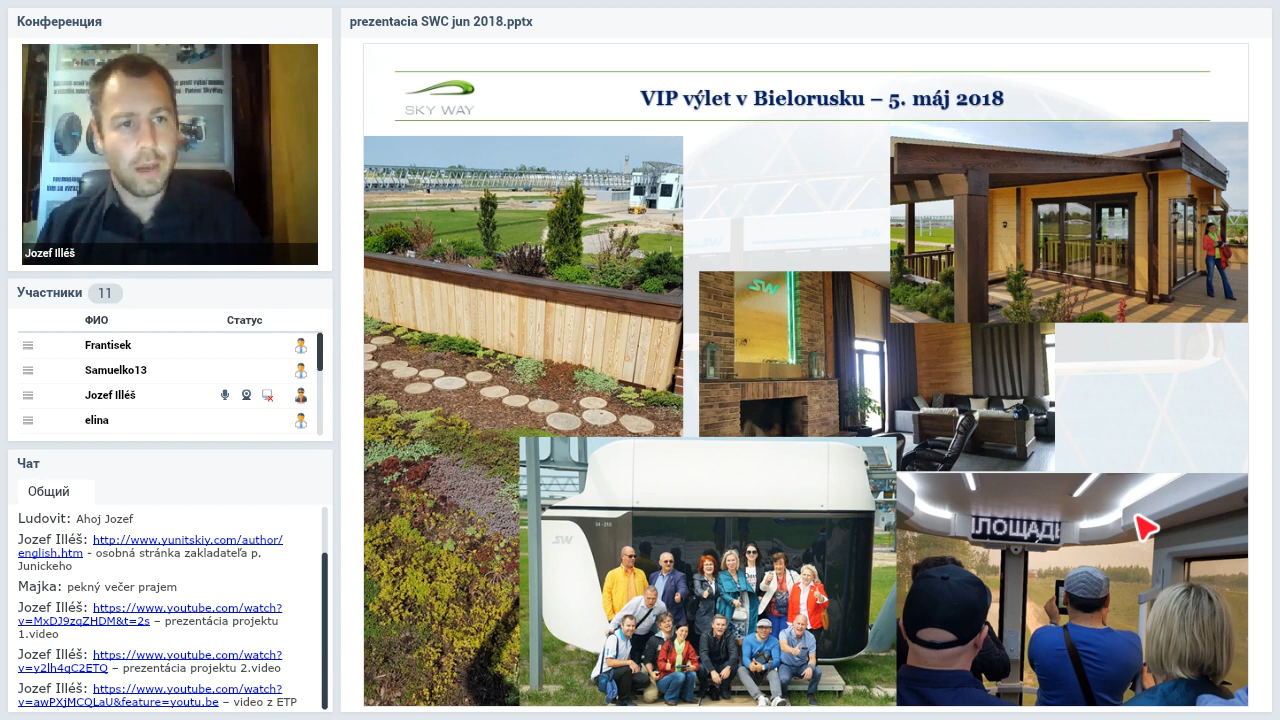 Конференция
Jozef Illéš
Участники 11
ФИО Статус
Frantisek
Samuelko13
Jozef Illéš
elina
Чат
Общий
Ludovit: Ahoj Jozef
Jozef Illéš: http://www.yunitskiy.com/author/
english.htm - osobná stránka zakladateľa p.
Junickeho
Majka: pekný večer prajem
Jozef Illéš: https://www.youtube.com/watch?
v=MxDJ9zqZHDM&t=2s – prezentácia projektu
1.video
Jozef Illéš: https://www.youtube.com/watch?
v=y2lh4qC2ETQ – prezentácia projektu 2.video
Jozef Illéš: https://www.youtube.com/watch?
v=awPXjMCQLaU&feature=youtu.be – video z ETP
prezentacia SWC jun 2018.pptx
SKY WAY
VIP výlet v Bielorusku – 5. máj 2018
SW
SW
ПЛОЩАДЬ